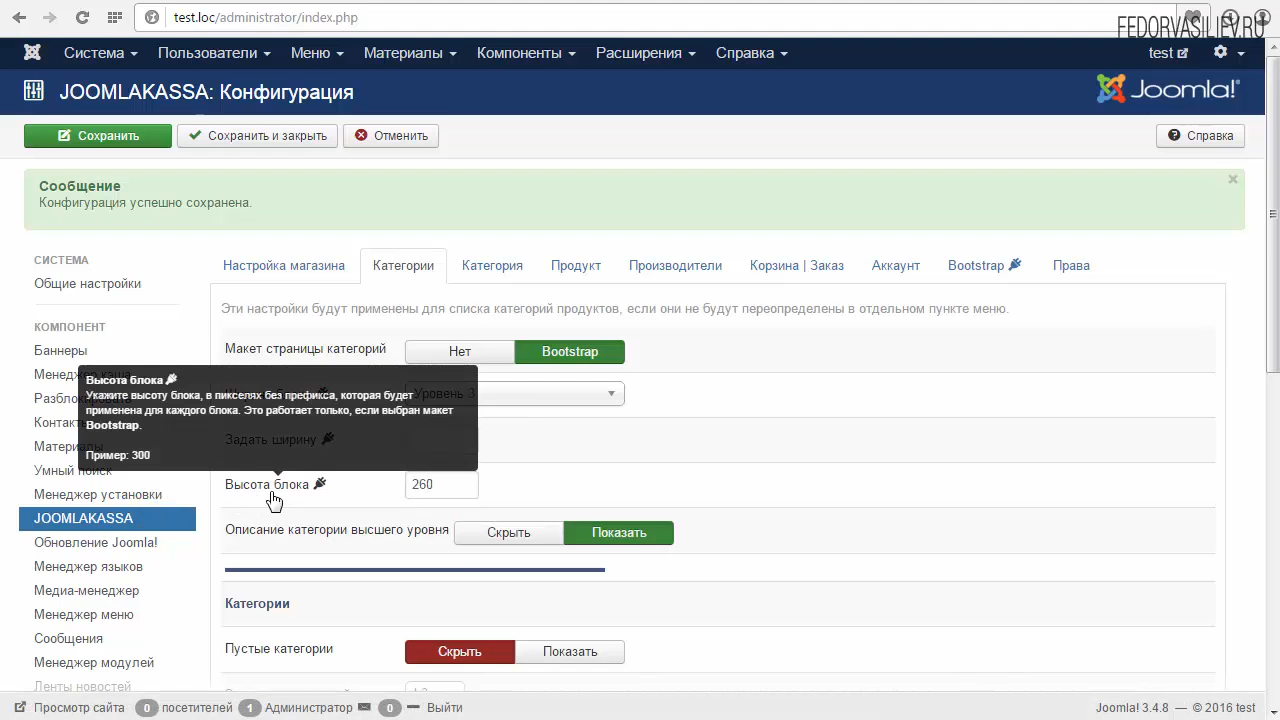 test.loc/administrator/index.php
FEDORVASILIEV.RU
Система Пользователи Меню Материалы Компоненты Расширения Справка test
JOOMLAKASSA: Конфигурация
Joomla!
Сохранить Сохранить и закрыть Отменить Справка
Сообщение
Конфигурация успешно сохранена.
СИСТЕМА
Общие настройки
КОМПОНЕНТ
Баннеры
Менеджер кэша
Разблокировать
Контакты
Материалы
Умный поиск
Менеджер установки
JOOMLAKASSA
Обновление Joomla!
Менеджер языков
Медиа-менеджер
Менеджер меню
Сообщения
Менеджер модулей
Ленты новостей
Настройка магазина Категории Категория Продукт Производители Корзина | Заказ Аккаунт Bootstrap Права
Эти настройки будут применены для списка категорий продуктов, если они не будут переопределены в отдельном пункте меню.
Макет страницы категорий Нет Bootstrap
Уровень 3
Высота блока
Укажите высоту блока, в пикселях без префикса, которая будет
применена для каждого блока. Это работает только, если выбран макет
Bootstrap.
Пример: 300
Задать ширину
Высота блока 260
Описание категории высшего уровня Скрыть Показать
Категории
Пустые категории Скрыть Показать
Просмотр сайта 0 посетителей 1 Администратор 0 Выйти
Joomla! 3.4.8 — © 2016 test